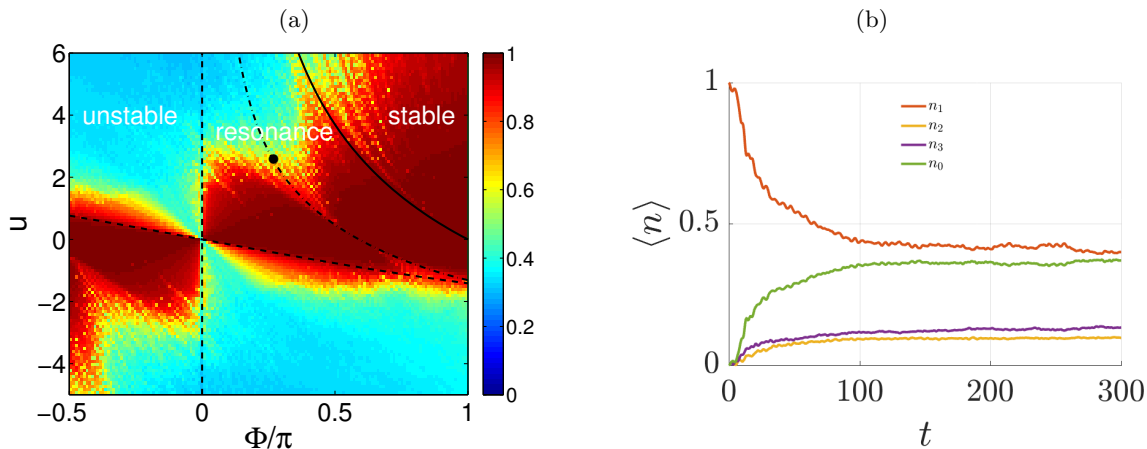 (a)
(b)
6
4
2
0
−2
−4
u
unstable
resonance
stable
−0.5
0
0.5
1
Φ/π
1
0.8
0.6
0.4
0.2
0
1
0.5
0
⟨n⟩
n₁
n₂
n₃
n₀
0
100
200
300
t